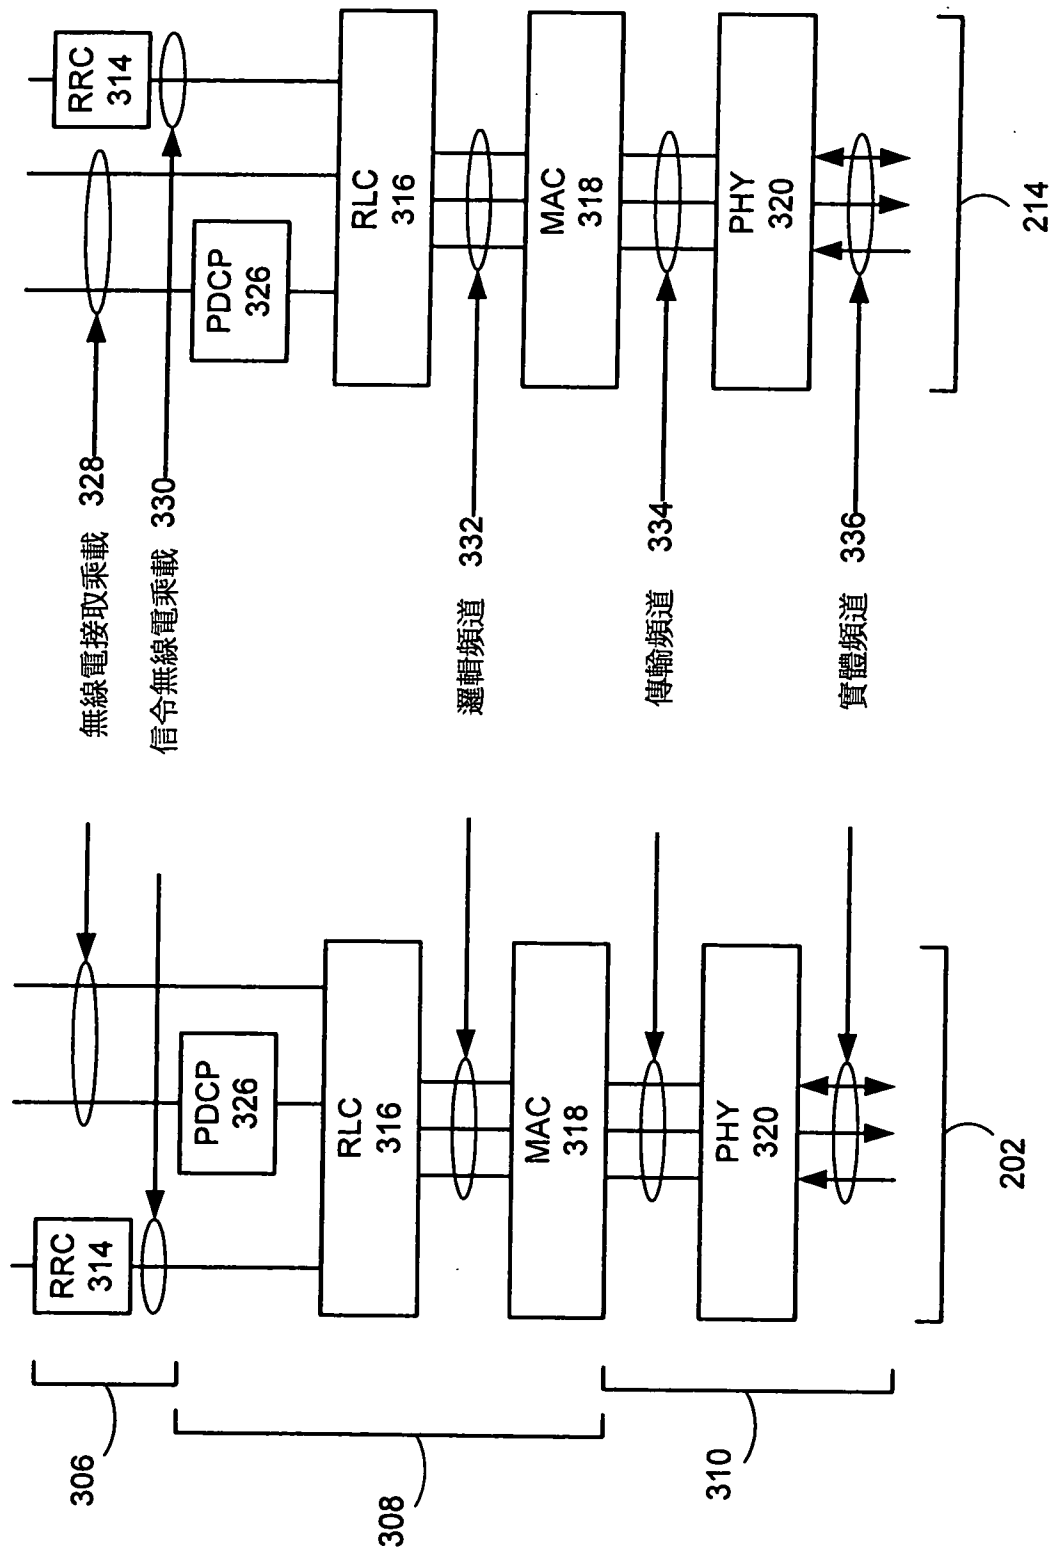 306
RRC
314
無線電接取乘載 328
RRC
314
信令無線電乘載 330
PDCP
326
PDCP
326
308
RLC
316
RLC
316
邏輯頻道 332
MAC
318
MAC
318
傳輸頻道 334
310
PHY
320
PHY
320
實體頻道 336
202
214